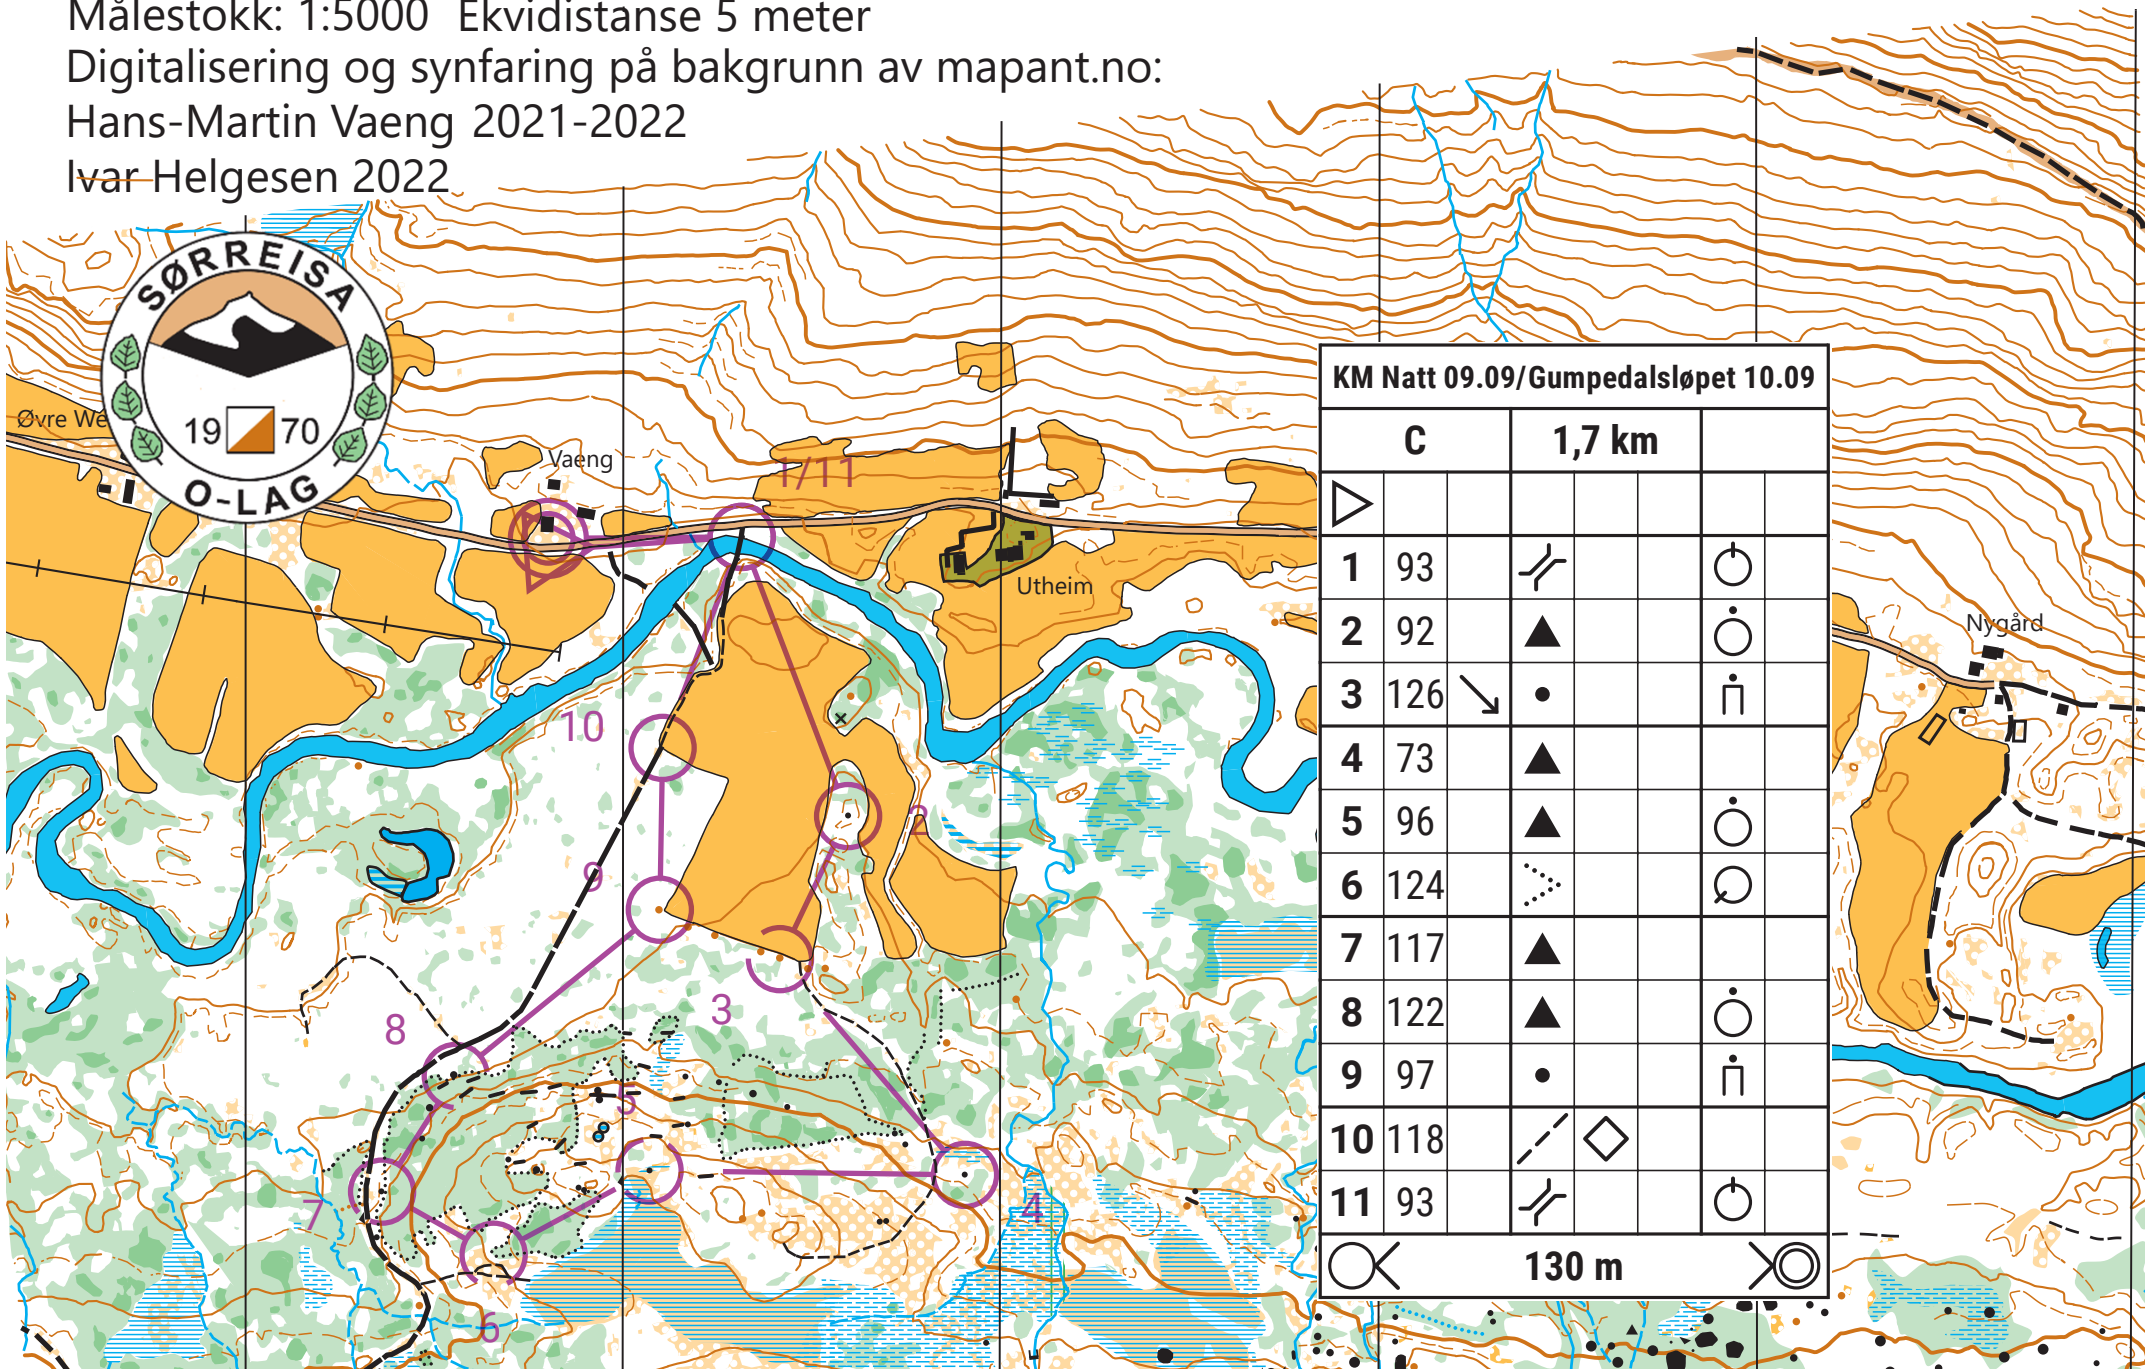 Målestokk: 1:5000 Ekvidistanse 5 meter
Digitalisering og synfaring på bakgrunn av mapant.no:
Hans-Martin Vaeng 2021-2022
Ivar Helgesen 2022
SØRREISA
19 70
O-LAG
Øvre We
Vaeng
Utheim
Nygård
1/11
2
3
4
5
6
7
8
9
10
KM Natt 09.09/Gumpedalsløpet 10.09
C 1,7 km
1 93
2 92
3 126
4 73
5 96
6 124
7 117
8 122
9 97
10 118
11 93
130 m